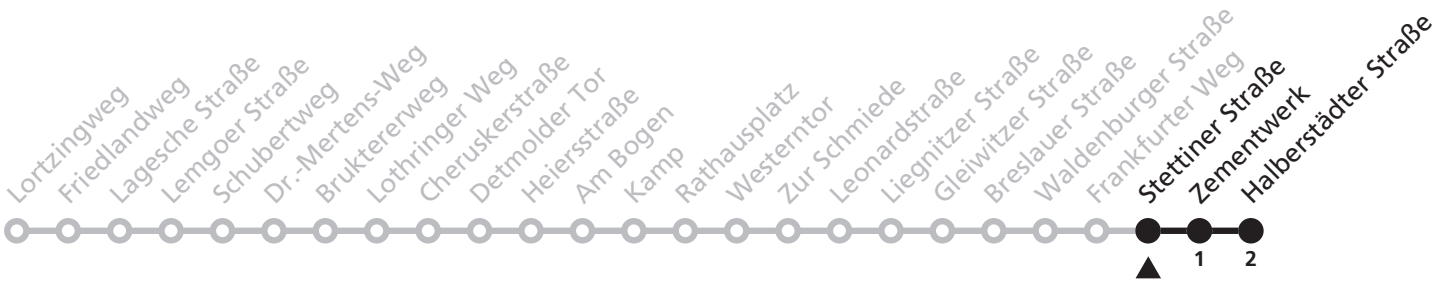 Lortzingweg
Friedlandweg
Lagesche Straße
Lemgoer Straße
Schubertweg
Dr.-Mertens-Weg
Bruktererweg
Lothringer Weg
Cheruskerstraße
Detmolder Tor
Heiersstraße
Am Bogen
Kamp
Rathausplatz
Westerntor
Zur Schmiede
Leonardstraße
Liegnitzer Straße
Gleiwitzer Straße
Breslauer Straße
Waldenburger Straße
Frankfurter Weg
Stettiner Straße
Zementwerk
Halberstädter Straße
1
2